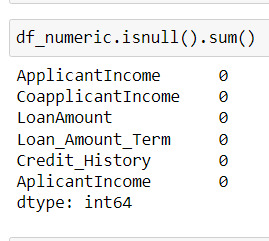 df_numeric.isnull().sum()
ApplicantIncome 0
CoapplicantIncome 0
LoanAmount 0
Loan_Amount_Term 0
Credit_History 0
AplicantIncome 0
dtype: int64